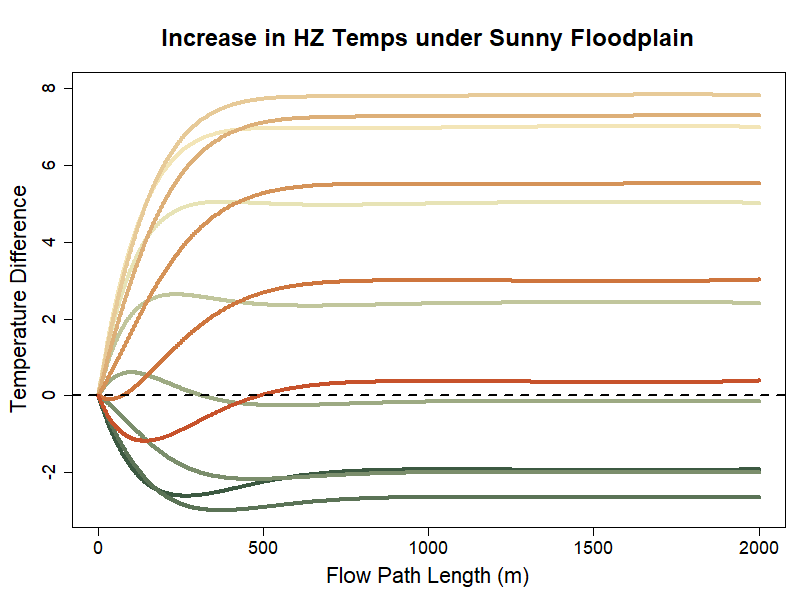 Increase in HZ Temps under Sunny Floodplain
Temperature Difference
8
6
4
2
0
-2
0 500 1000 1500 2000
Flow Path Length (m)